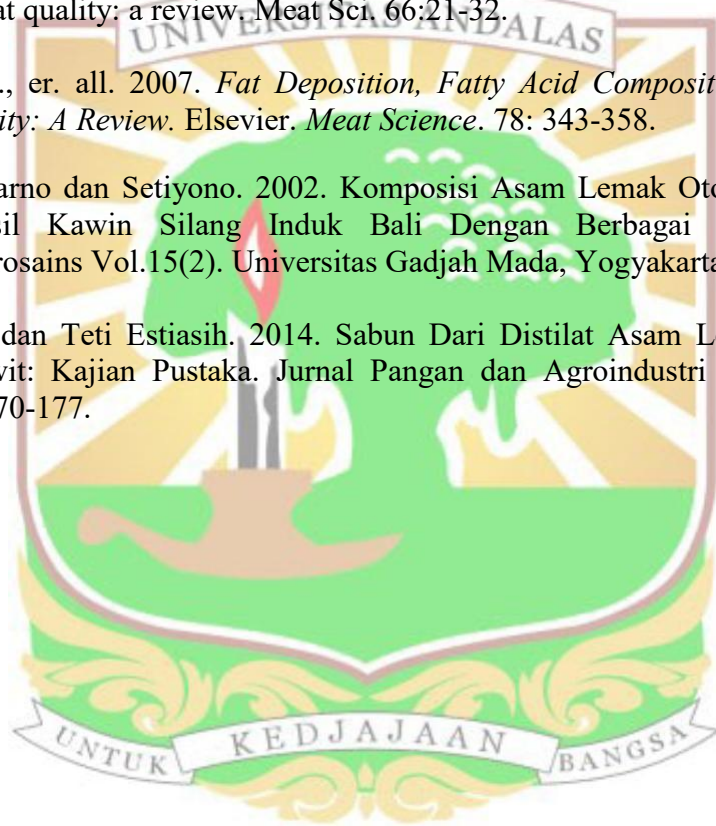 at quality: a review. Meat Sci. 66:21-32.
UNIVERSITAS ANDALAS
., er. all. 2007. Fat Deposition, Fatty Acid Composit
ity: A Review. Elsevier. Meat Science. 78: 343-358.
arno dan Setiyono. 2002. Komposisi Asam Lemak Oto
sil Kawin Silang Induk Bali Dengan Berbagai
rosains Vol.15(2). Universitas Gadjah Mada, Yogyakarta
dan Teti Estiasih. 2014. Sabun Dari Distilat Asam L
vit: Kajian Pustaka. Jurnal Pangan dan Agroindustri
70-177.
UNTUK KEDJAJAAN BANGSA